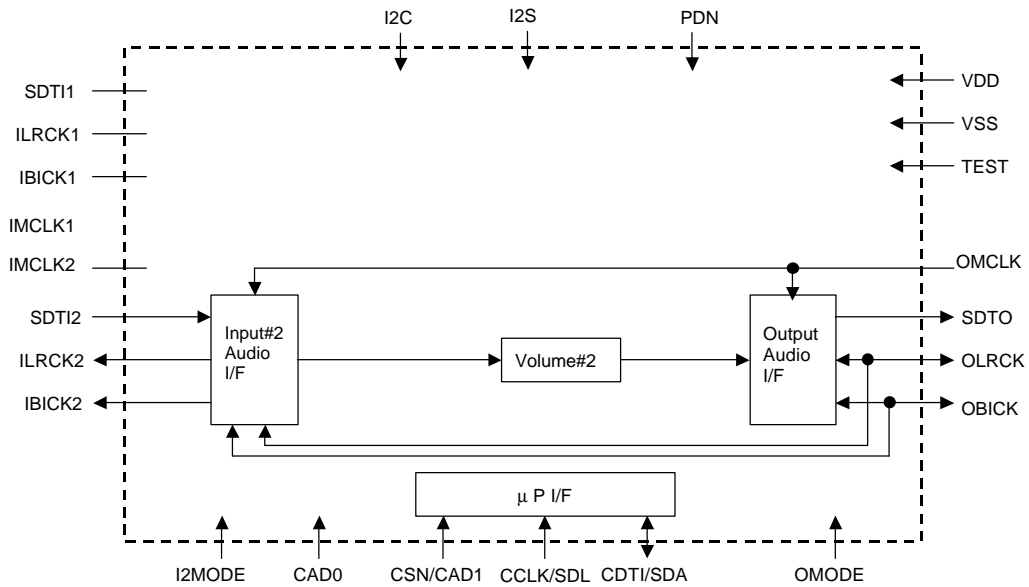 I2C
I2S
PDN
SDTI1
ILRCK1
IBICK1
IMCLK1
IMCLK2
SDTI2
ILRCK2
IBICK2
VDD
VSS
TEST
OMCLK
SDTO
OLRCK
OBICK
Input#2
Audio
I/F
Volume#2
Output
Audio
I/F
μ P I/F
I2MODE
CAD0
CSN/CAD1
CCLK/SDL
CDTI/SDA
OMODE